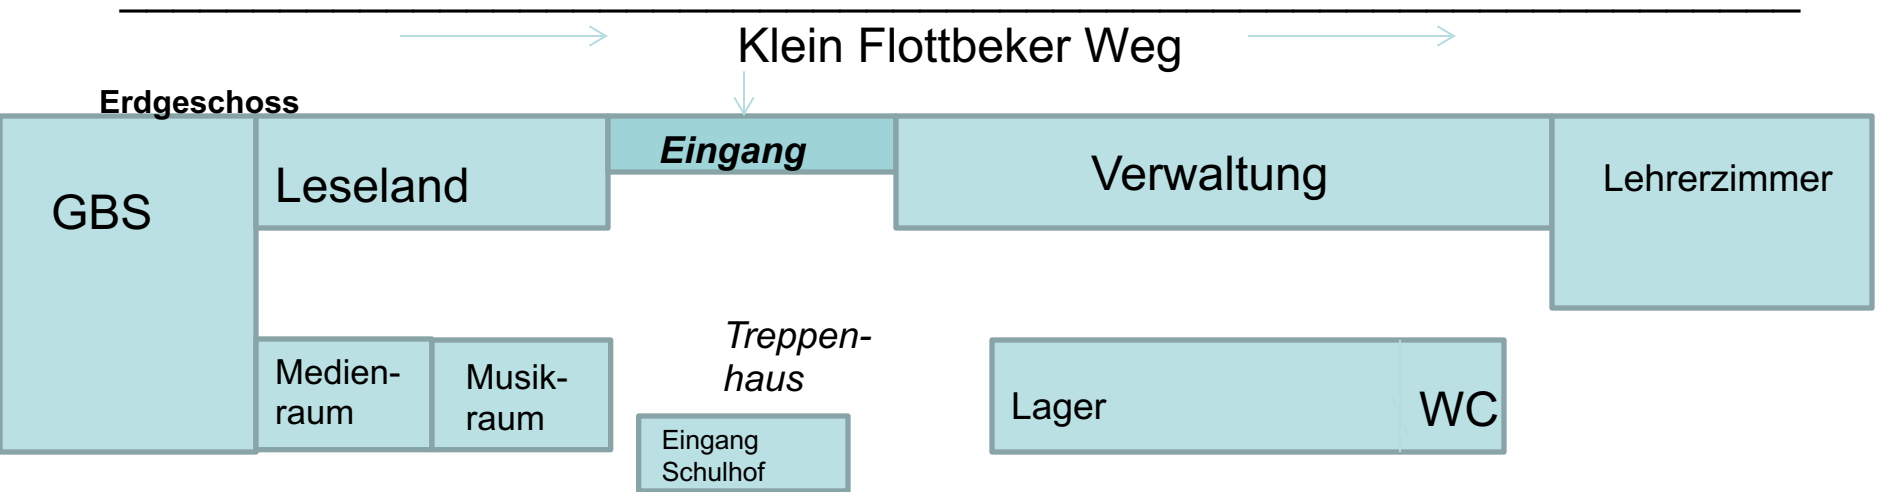 Klein Flottbeker Weg
Erdgeschoss
GBS
Leseland
Eingang
Verwaltung
Lehrerzimmer
Medien-
raum
Musik-
raum
Treppen-
haus
Eingang
Schulhof
Lager
WC